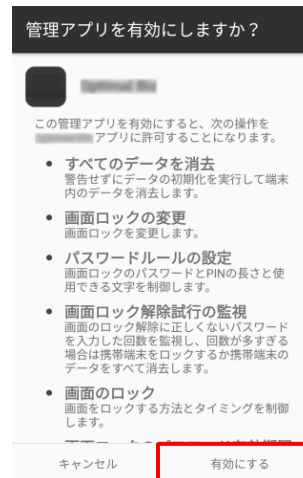 管理アプリを有効にしますか？
この管理アプリを有効にすると、次の操作を
アプリに許可することになります。
• すべてのデータを消去
警告せずにデータの初期化を実行して端末
内のデータを消去します。
• 画面ロックの変更
画面ロックを変更します。
• パスワードルールの設定
画面ロックのパスワードとPINの長さと使
用できる文字を制御します。
• 画面ロック解除試行の監視
画面のロック解除に正しくないパスワード
を入力した回数を監視し、回数が多すぎる
場合は携帯端末をロックするか携帯端末の
データをすべて消去します。
• 画面のロック
画面をロックする方法とタイミングを制御
します。
キャンセル
有効にする